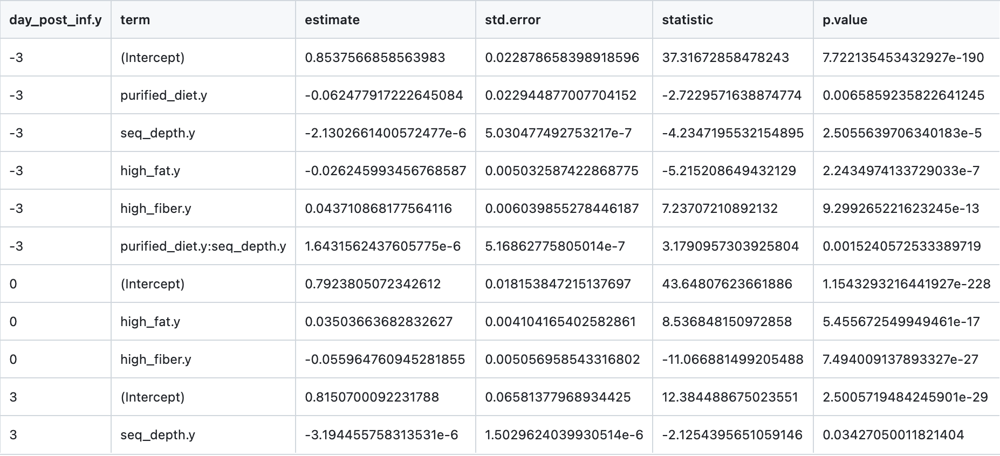 day_post_inf.y term estimate std.error statistic p.value
-3 (Intercept) 0.8537566858563983 0.022878658398918596 37.31672858478243 7.722135453432927e-190
-3 purified_diet.y -0.062477917222645084 0.022944877007704152 -2.7229571638874774 0.0065859235822641245
-3 seq_depth.y -2.1302661400572477e-6 5.030477492753217e-7 -4.2347195532154895 2.5055639706340183e-5
-3 high_fat.y -0.026245993456768587 0.005032587422868775 -5.215208649432129 2.2434974133729033e-7
-3 high_fiber.y 0.043710868177564116 0.006039855278446187 7.23707210892132 9.299265221623245e-13
-3 purified_diet.y:seq_depth.y 1.6431562437605775e-6 5.16862775805014e-7 3.1790957303925804 0.0015240572533389719
0 (Intercept) 0.7923805072342612 0.018153847215137697 43.64807623661886 1.1543293216441927e-228
0 high_fat.y 0.03503663682832627 0.004104165402582861 8.536848150972858 5.455672549949461e-17
0 high_fiber.y -0.055964760945281855 0.005056958543316802 -11.066881499205488 7.494009137893327e-27
3 (Intercept) 0.8150700092231788 0.06581377968934425 12.384488675023551 2.5005719484245901e-29
3 seq_depth.y -3.194455758313531e-6 1.5029624039930514e-6 -2.1254395651059146 0.03427050011821404